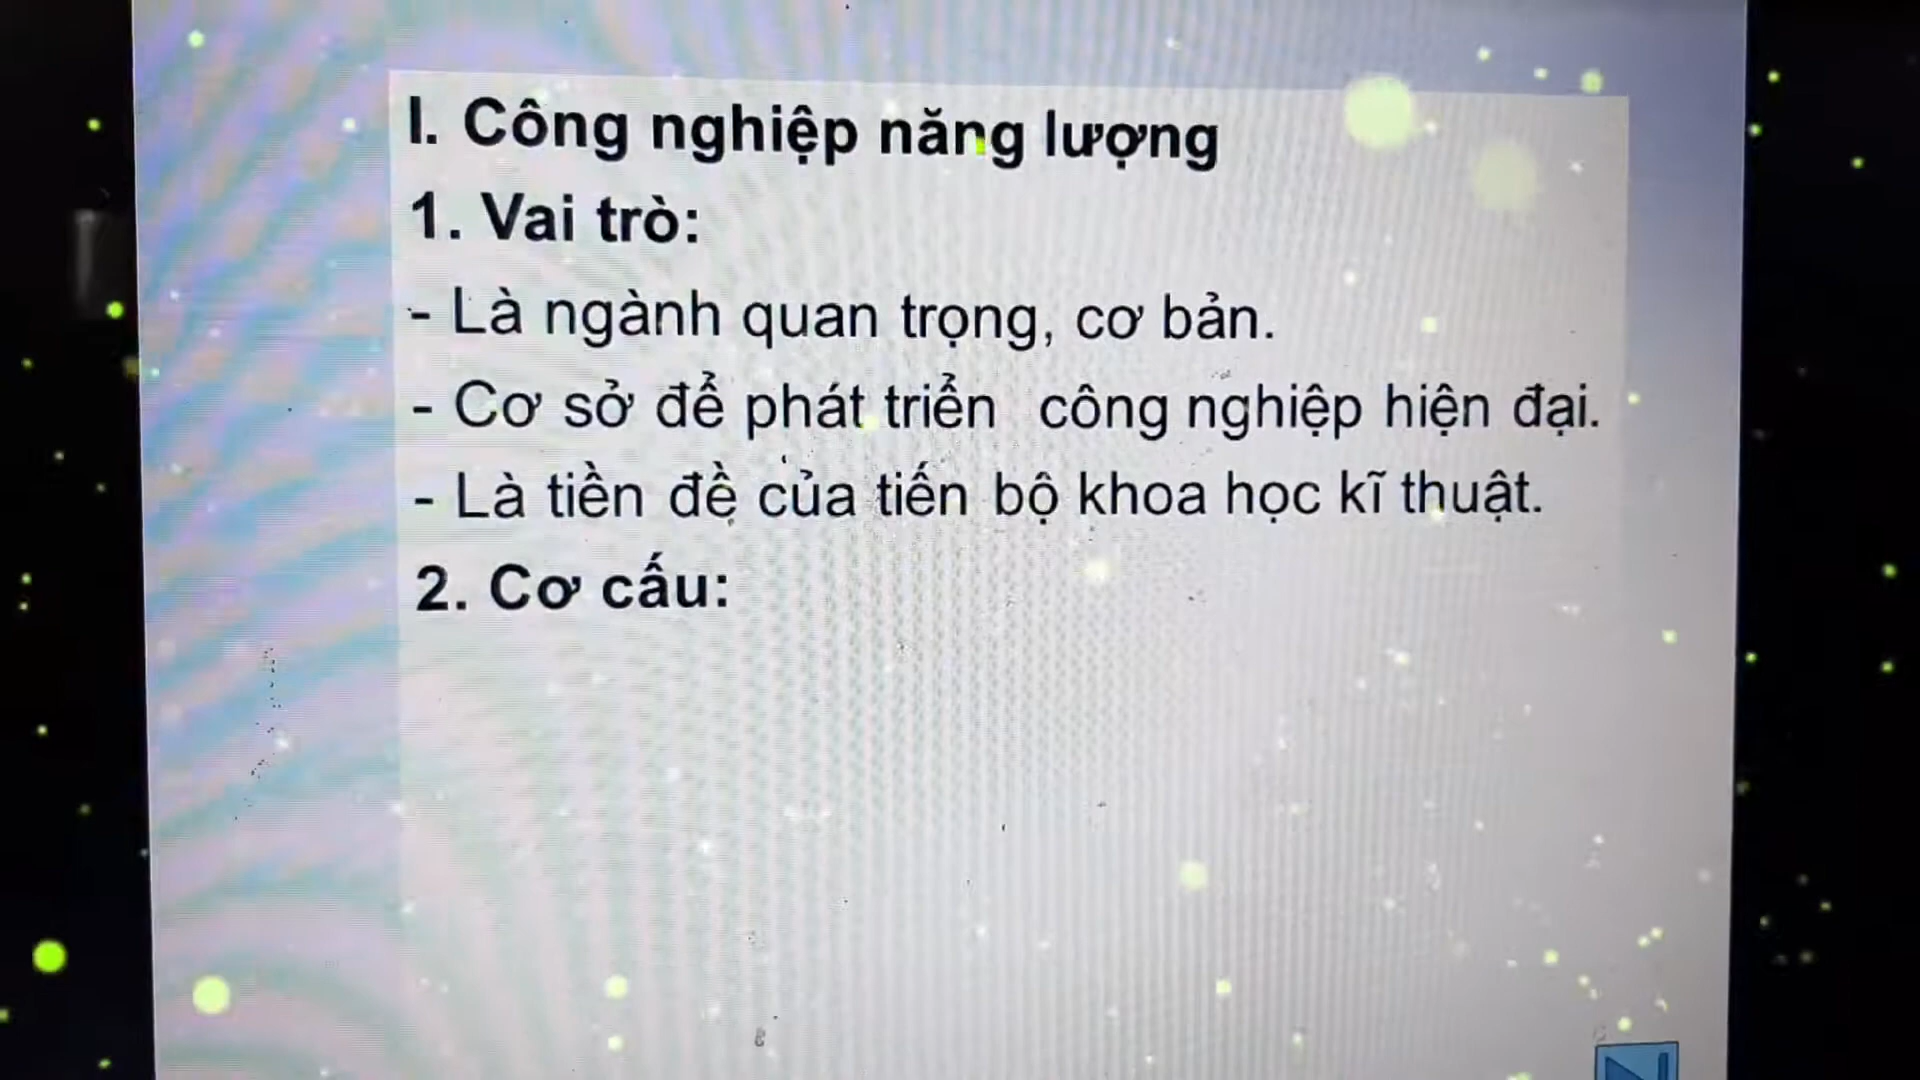 I. Công nghiệp năng lượng
1. Vai trò:
- Là ngành quan trọng, cơ bản.
- Cơ sở để phát triển công nghiệp hiện đại.
- Là tiền đề của tiến bộ khoa học kĩ thuật.
2. Cơ cấu: